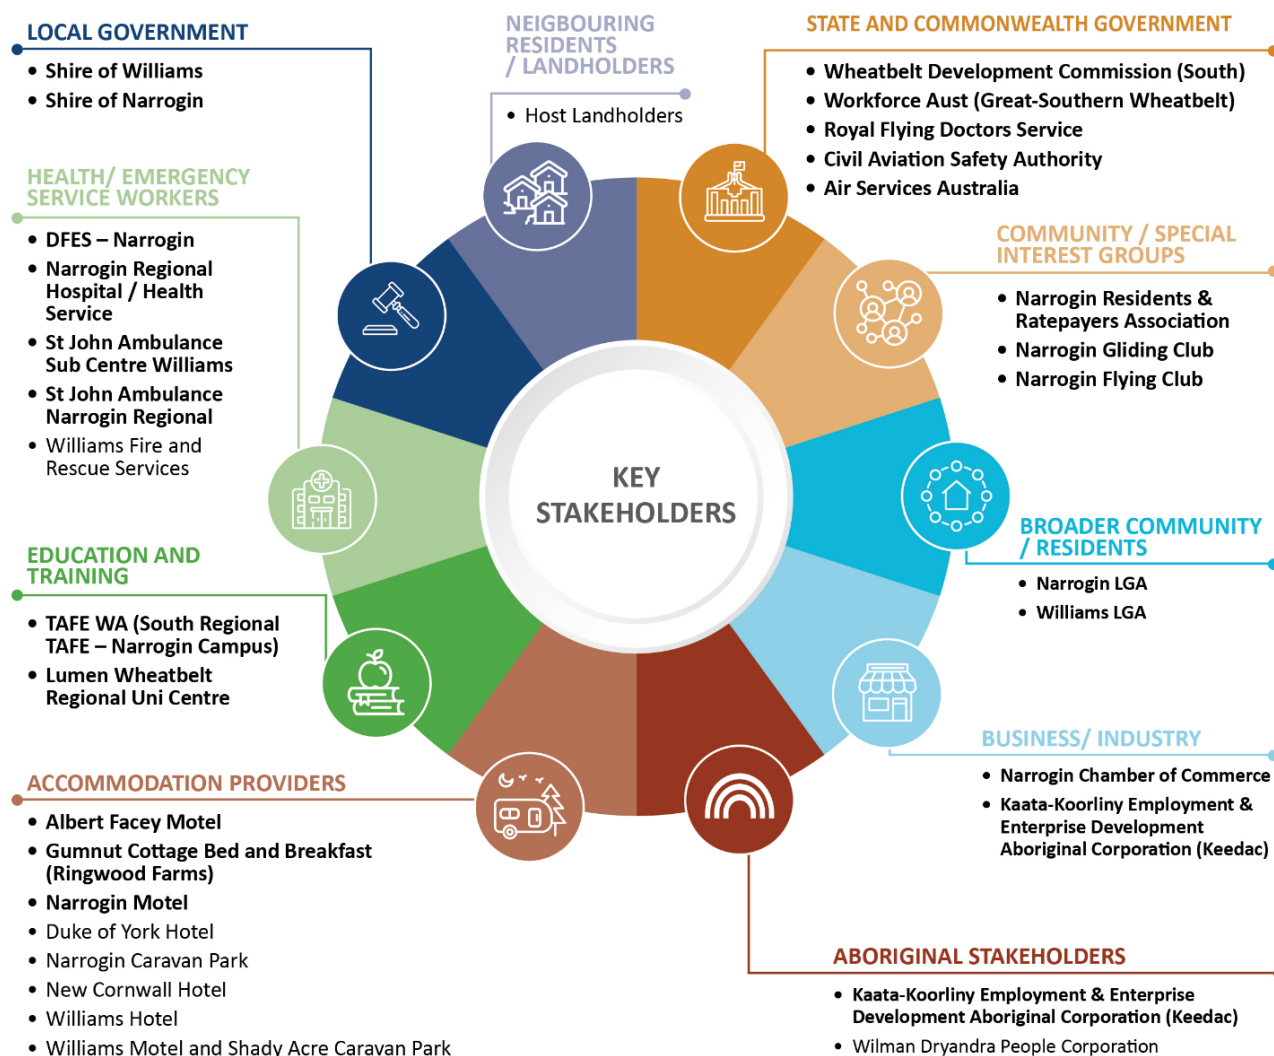 LOCAL GOVERNMENT
• Shire of Williams
• Shire of Narrogin
NEIGBOURING
RESIDENTS
/ LANDHOLDERS
• Host Landholders
STATE AND COMMONWEALTH GOVERNMENT
• Wheatbelt Development Commission (South)
• Workforce Aust (Great-Southern Wheatbelt)
• Royal Flying Doctors Service
• Civil Aviation Safety Authority
• Air Services Australia
HEALTH/ EMERGENCY
SERVICE WORKERS
• DFES – Narrogin
• Narrogin Regional
Hospital / Health
Service
• St John Ambulance
Sub Centre Williams
• St John Ambulance
Narrogin Regional
• Williams Fire and
Rescue Services
COMMUNITY / SPECIAL
INTEREST GROUPS
• Narrogin Residents &
Ratepayers Association
• Narrogin Gliding Club
• Narrogin Flying Club
KEY
STAKEHOLDERS
BROADER COMMUNITY
/ RESIDENTS
• Narrogin LGA
• Williams LGA
EDUCATION AND
TRAINING
• TAFE WA (South Regional
TAFE – Narrogin Campus)
• Lumen Wheatbelt
Regional Uni Centre
BUSINESS/ INDUSTRY
• Narrogin Chamber of Commerce
• Kaata-Koorliny Employment &
Enterprise Development
Aboriginal Corporation (Keedac)
ACCOMMODATION PROVIDERS
• Albert Facey Motel
• Gumnut Cottage Bed and Breakfast
(Ringwood Farms)
• Narrogin Motel
• Duke of York Hotel
• Narrogin Caravan Park
• New Cornwall Hotel
• Williams Hotel
• Williams Motel and Shady Acre Caravan Park
ABORIGINAL STAKEHOLDERS
• Kaata-Koorliny Employment & Enterprise
Development Aboriginal Corporation (Keedac)
• Wilman Dryandra People Corporation